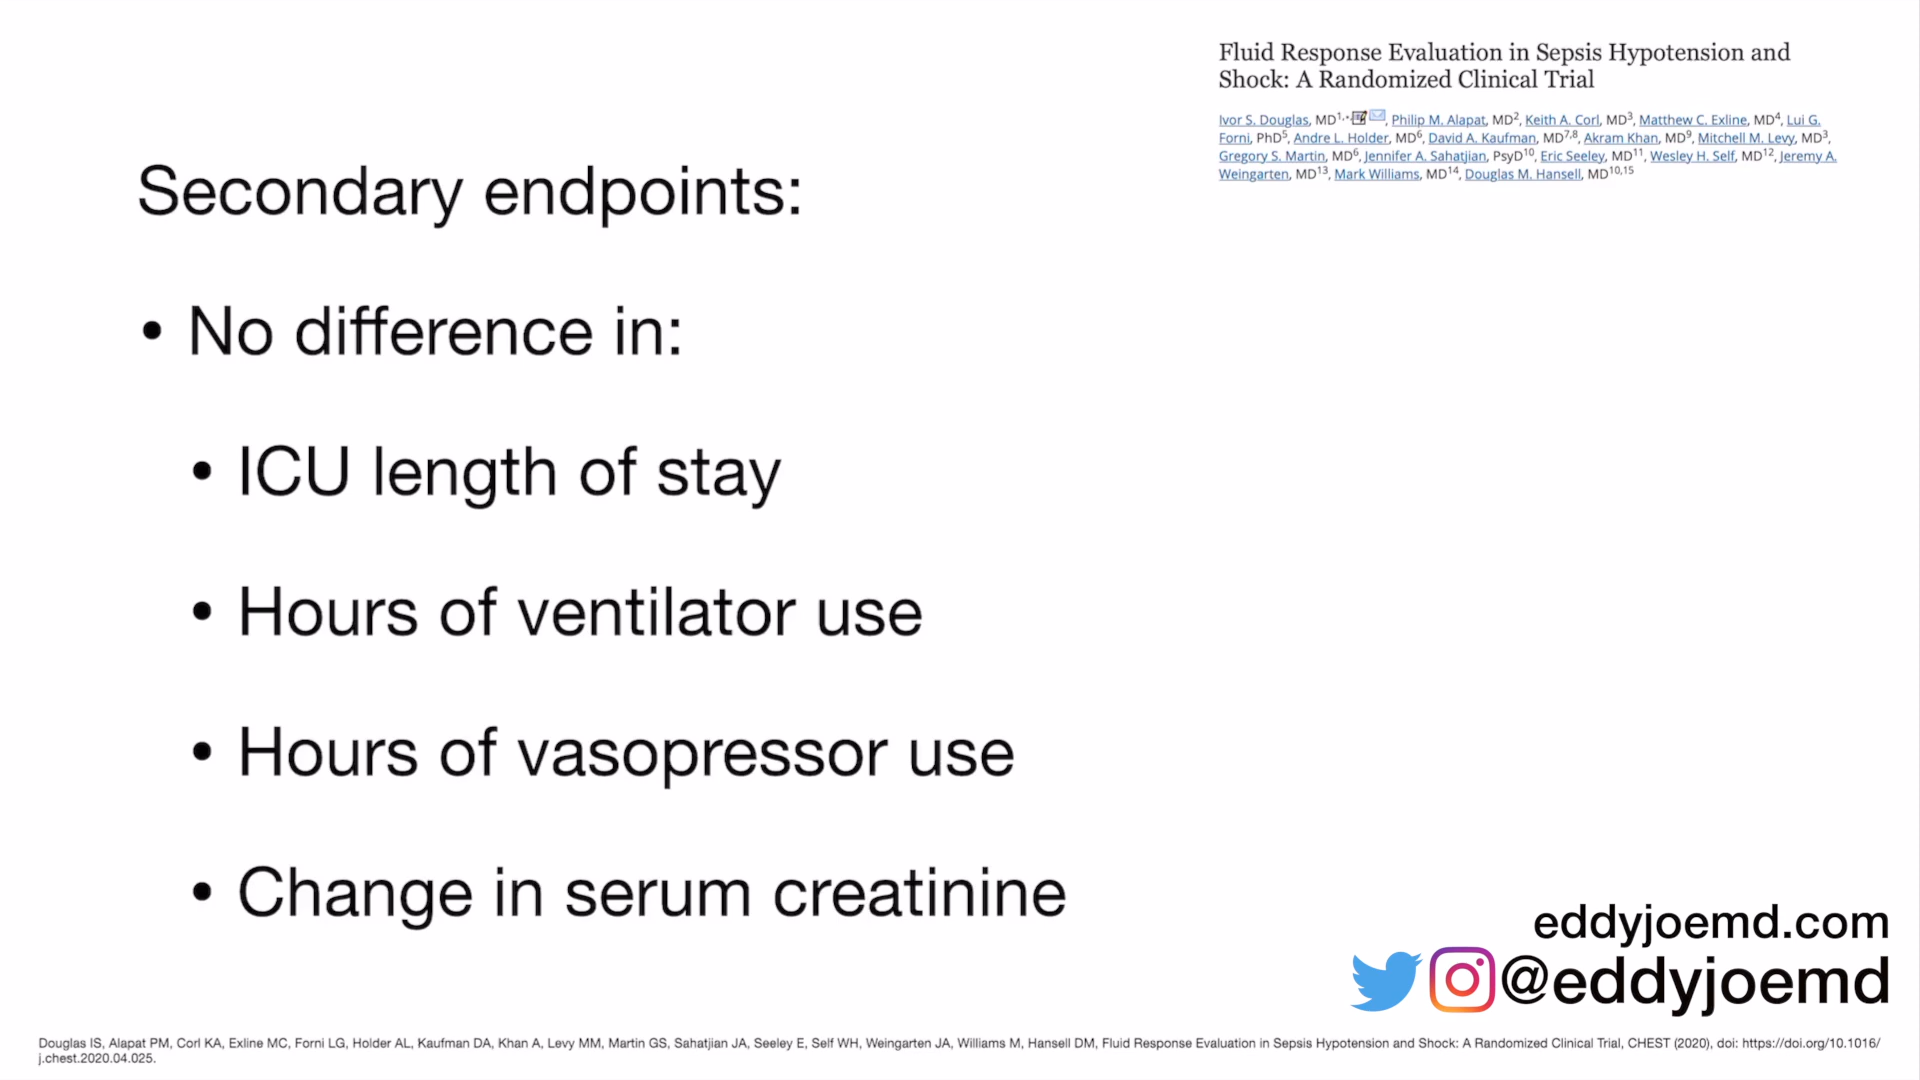 Fluid Response Evaluation in Sepsis Hypotension and
Shock: A Randomized Clinical Trial
Ivor S. Douglas, MD1,∙, Philip M. Alapat, MD2, Keith A. Corl, MD3, Matthew C. Exline, MD4, Lui G.
Forni, PhD5, Andre L. Holder, MD6, David A. Kaufman, MD7,8, Akram Khan, MD9, Mitchell M. Levy, MD3,
Gregory S. Martin, MD6, Jennifer A. Sahatjian, PsyD10, Eric Seeley, MD11, Wesley H. Self, MD12, Jeremy A.
Weingarten, MD13, Mark Williams, MD14, Douglas M. Hansell, MD10,15
Secondary endpoints:
• No difference in:
• ICU length of stay
• Hours of ventilator use
• Hours of vasopressor use
• Change in serum creatinine
eddyjoemd.com
@eddyjoemd
Douglas IS, Alapat PM, Corl KA, Exline MC, Forni LG, Holder AL, Kaufman DA, Khan A, Levy MM, Martin GS, Sahatjian JA, Seeley E, Self WH, Weingarten JA, Williams M, Hansell DM, Fluid Response Evaluation in Sepsis Hypotension and Shock: A Randomized Clinical Trial, CHEST (2020), doi: https://doi.org/10.1016/
j.chest.2020.04.025.